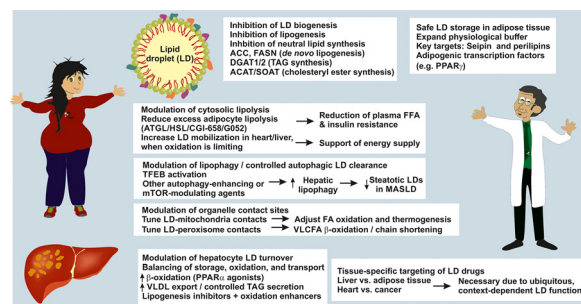 Lipid
droplet (LD)
Inhibition of LD biogenesis
Inhibition of lipogenesis
Inhbition of neutral lipid synthesis
ACC, FASN (de novo lipogenesis)
DGAT1/2 (TAG synthesis)
ACAT/SOAT (cholesteryl ester synthesis)
Safe LD storage in adipose tissue
Expand physiological buffer
Key targets: Seipin and perilipins
Adipogenic transcription factors
(e.g. PPARγ)
Modulation of cytosolic lipolysis
Reduce excess adipocyte lipolysis
(ATGL/HSL/CGI-658/G052)
Increase LD mobilization in heart/liver,
when oxidation is limiting
Reduction of plasma FFA
& insulin resistance
Support of energy supply
Modulation of lipophagy / controlled autophagic LD clearance
TFEB activation
Other autophagy-enhancing or
mTOR-modulating agents
↑ Hepatic
lipophagy
↓ Steatotic LDs
in MASLD
Modulation of organelle contact sites
Tune LD-mitochondria contacts → Adjust FA oxidation and thermogenesis
Tune LD-peroxisome contacts → VLCFA β-oxidation / chain shortening
Modulation of hepatocyte LD turnover
Balancing of storage, oxidation, and transport
↑ β-oxidation (PPARα agonists)
↑ VLDL export / controlled TAG secretion
Lipogenesis inhibitors + oxidation enhancers
Tissue-specific targeting of LD drugs
Liver vs. adipose tissue
Heart vs. cancer
Necessary due to ubiquitous,
context-dependent LD function